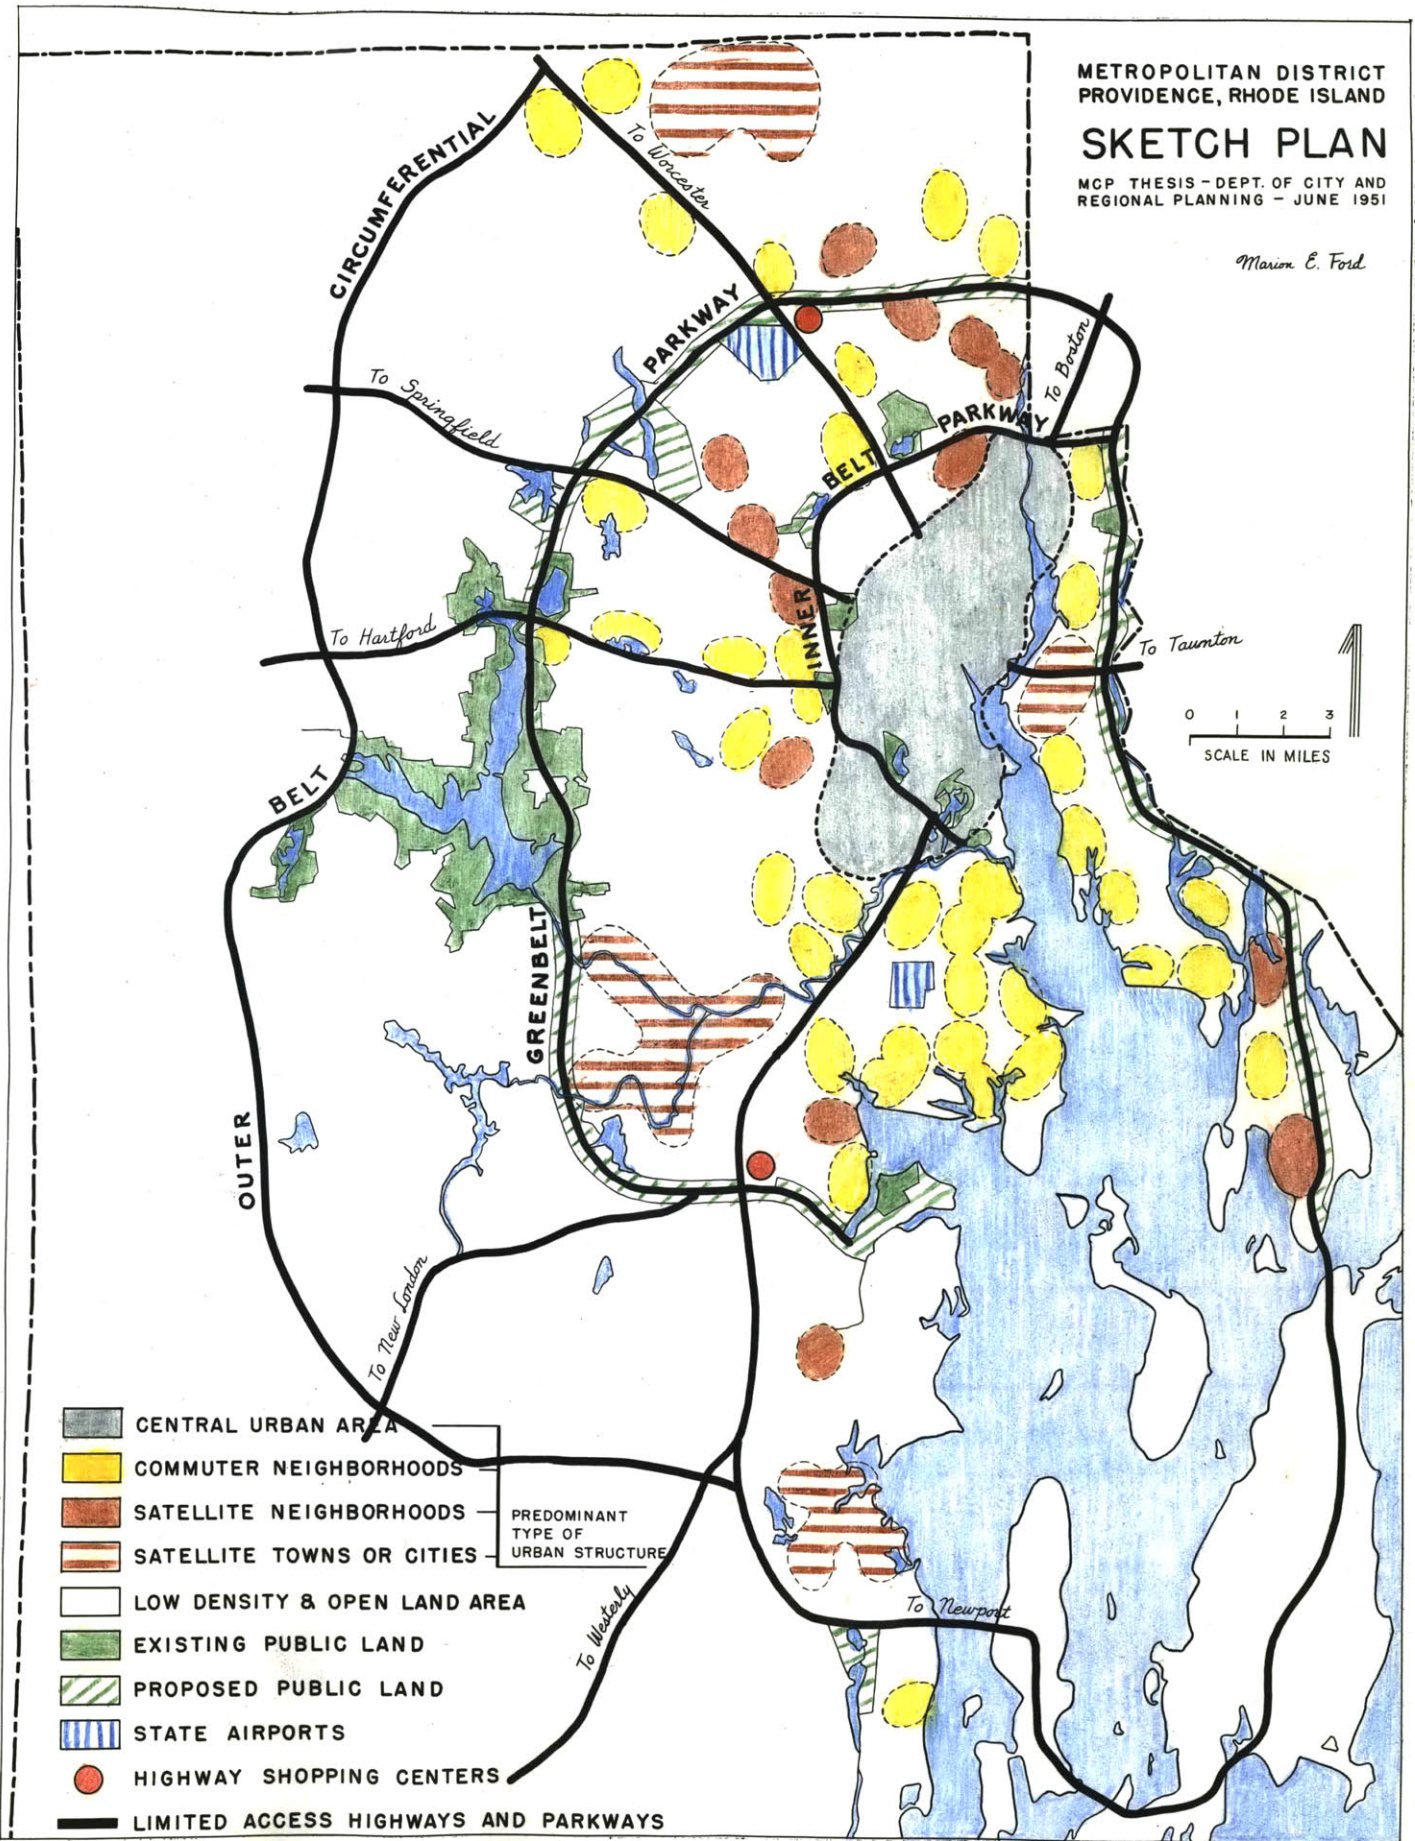 METROPOLITAN DISTRICT
PROVIDENCE, RHODE ISLAND
SKETCH PLAN
MCP THESIS - DEPT. OF CITY AND
REGIONAL PLANNING - JUNE 1951
Marion E. Ford
CIRCUMFERENTIAL
To Worcester
PARKWAY
To Boston
To Springfield
PARKWAY
BELT
INNER
To Hartford
To Taunton
0 1 2 3
SCALE IN MILES
BELT
GREENBELT
OUTER
To New London
CENTRAL URBAN AREA
COMMUTER NEIGHBORHOODS
SATELLITE NEIGHBORHOODS
SATELLITE TOWNS OR CITIES
PREDOMINANT
TYPE OF
URBAN STRUCTURE
LOW DENSITY & OPEN LAND AREA
EXISTING PUBLIC LAND
PROPOSED PUBLIC LAND
STATE AIRPORTS
HIGHWAY SHOPPING CENTERS
LIMITED ACCESS HIGHWAYS AND PARKWAYS
To Westerly
To Newport